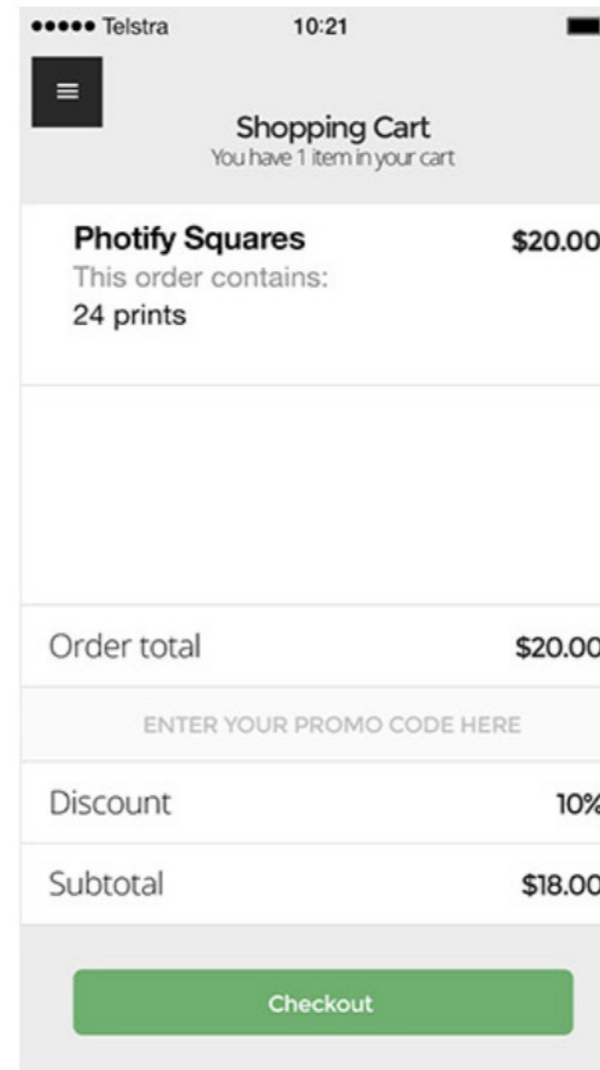 Telstra 10:21
Shopping Cart
You have 1 item in your cart
Photify Squares $20.00
This order contains:
24 prints
Order total $20.00
ENTER YOUR PROMO CODE HERE
Discount 10%
Subtotal $18.00
Checkout